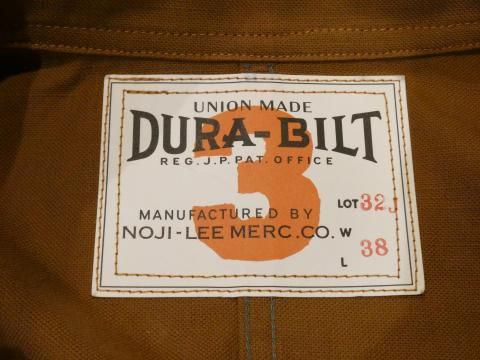 UNION MADE
DURA-BILT
REG. J. P. PAT. OFFICE
3
LOT 32J
MANUFACTURED BY
NOJI-LEE MERC. CO.
W 38
L